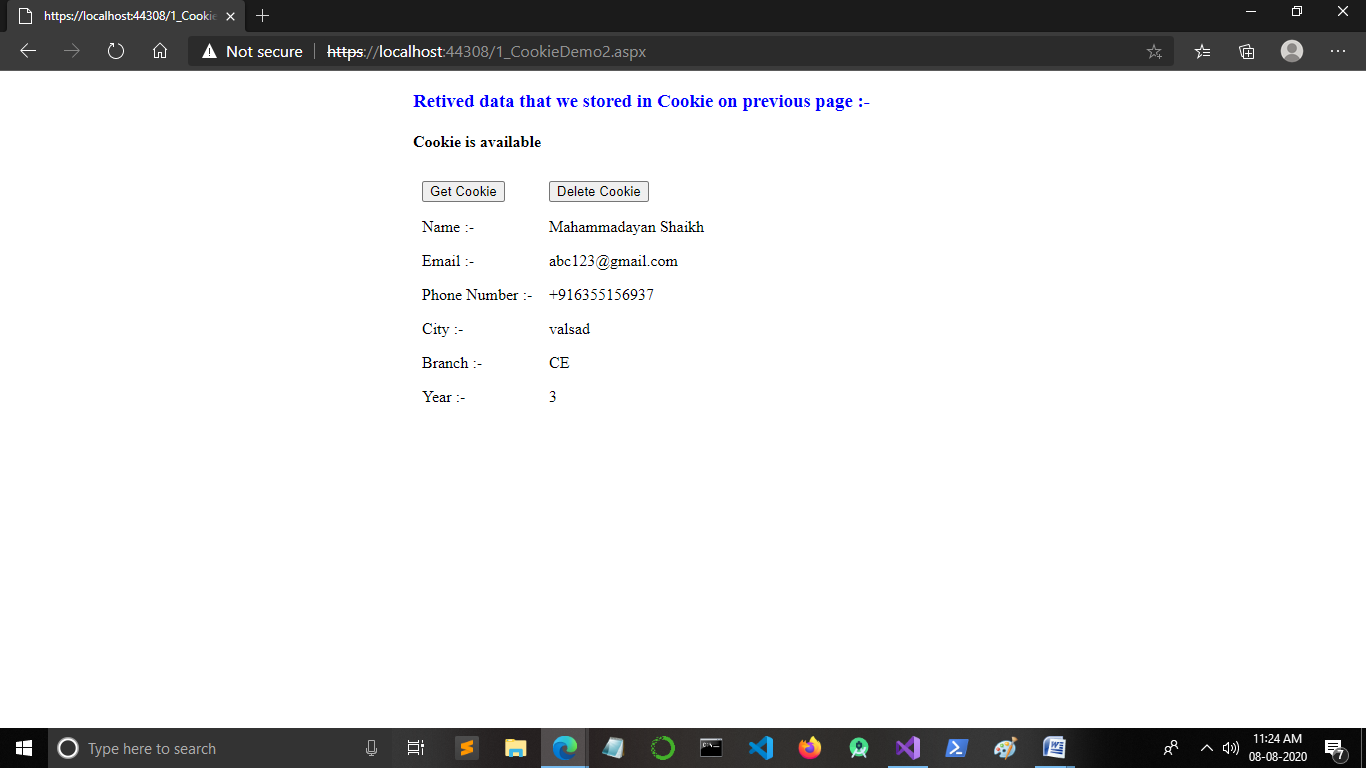 https://localhost:44308/1_Cookie
Not secure
https://localhost:44308/1_CookieDemo2.aspx
Retived data that we stored in Cookie on previous page :-
Cookie is available
Get Cookie Delete Cookie
Name :- Mahammadayan Shaikh
Email :- abc123@gmail.com
Phone Number :- +916355156937
City :- valsad
Branch :- CE
Year :- 3
Type here to search
11:24 AM
08-08-2020
7